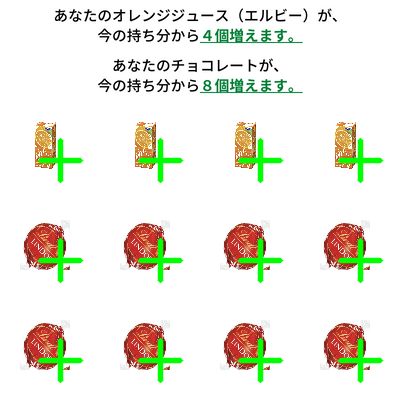 あなたのオレンジジュース（エルビー）が、
今の持ち分から４個増えます。
あなたのチョコレートが、
今の持ち分から８個増えます。